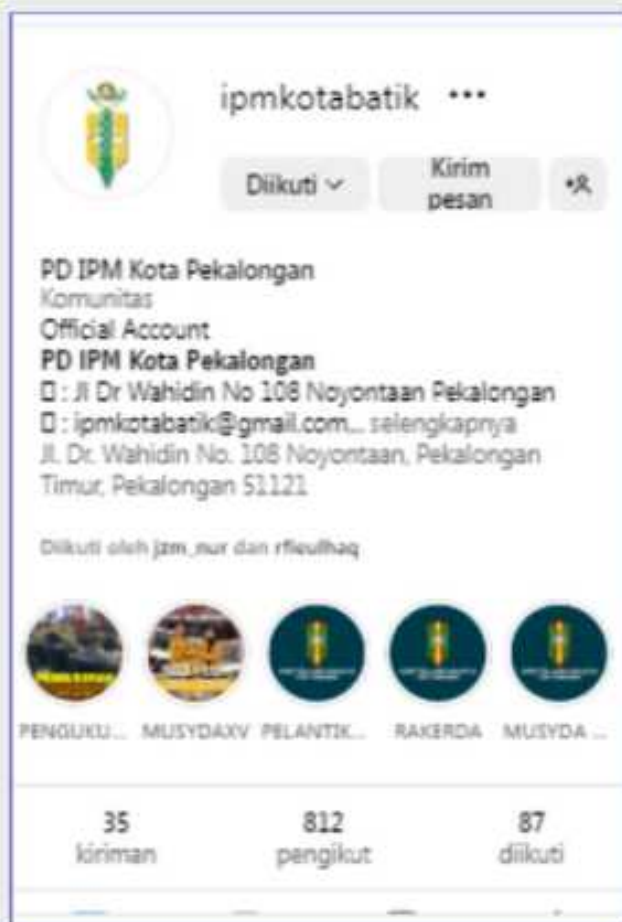 ipmkotabatik
Diikuti
Kirim
pesan
PD IPM Kota Pekalongan
Komunitas
Official Account
PD IPM Kota Pekalongan
: Jl Dr Wahidin No 108 Noyontaan Pekalongan
: ipmkotabatik@gmail.com... selengkapnya
Jl. Dr. Wahidin No. 108 Noyontaan, Pekalongan
Timur, Pekalongan 51121
Diikuti oleh jzm_nur dan rfieulhaq
PENGUKU... MUSYDAXV PELANTIK... RAKERDA MUSYDA ...
35 812 87
kiriman pengikut diikuti